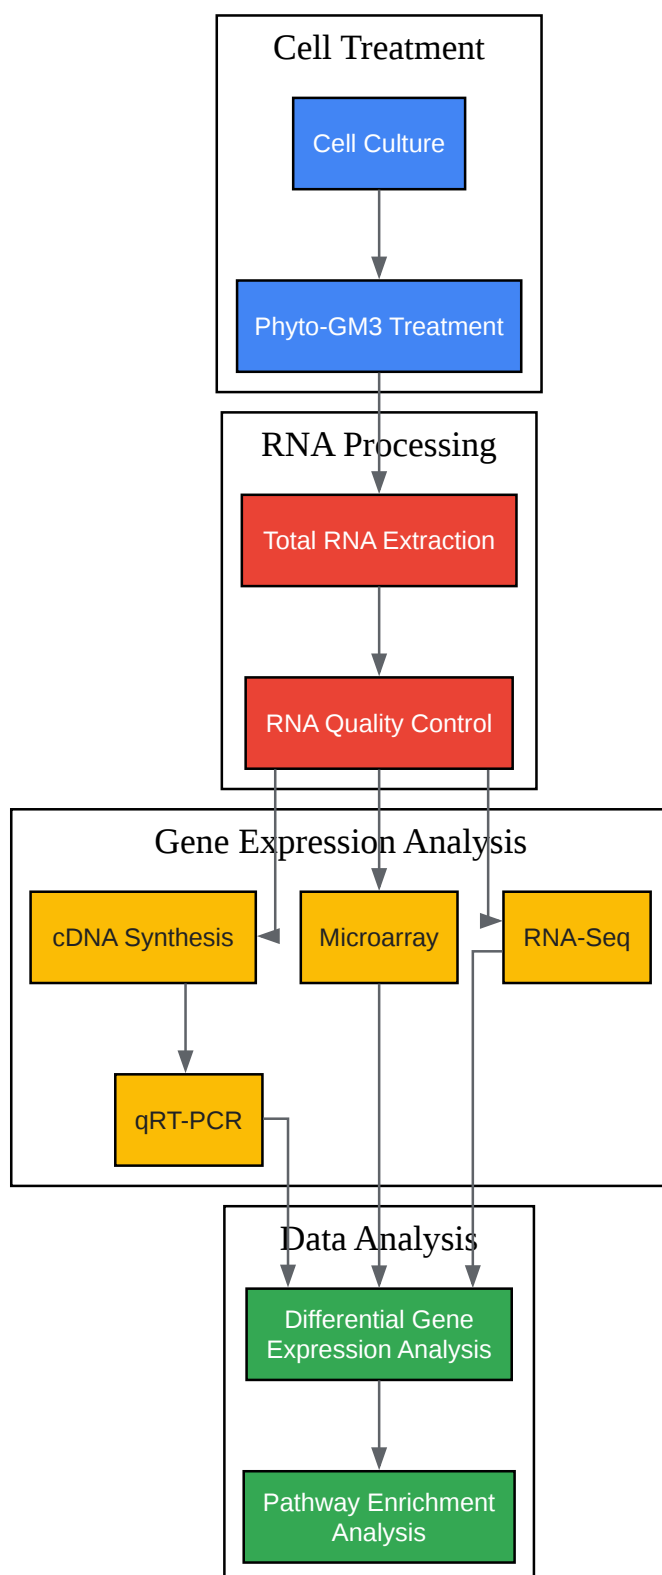 Cell Treatment
Cell Culture
Phyto-GM3 Treatment
RNA Processing
Total RNA Extraction
RNA Quality Control
Gene Expression Analysis
cDNA Synthesis
Microarray
RNA-Seq
qRT-PCR
Data Analysis
Differential Gene
Expression Analysis
Pathway Enrichment
Analysis